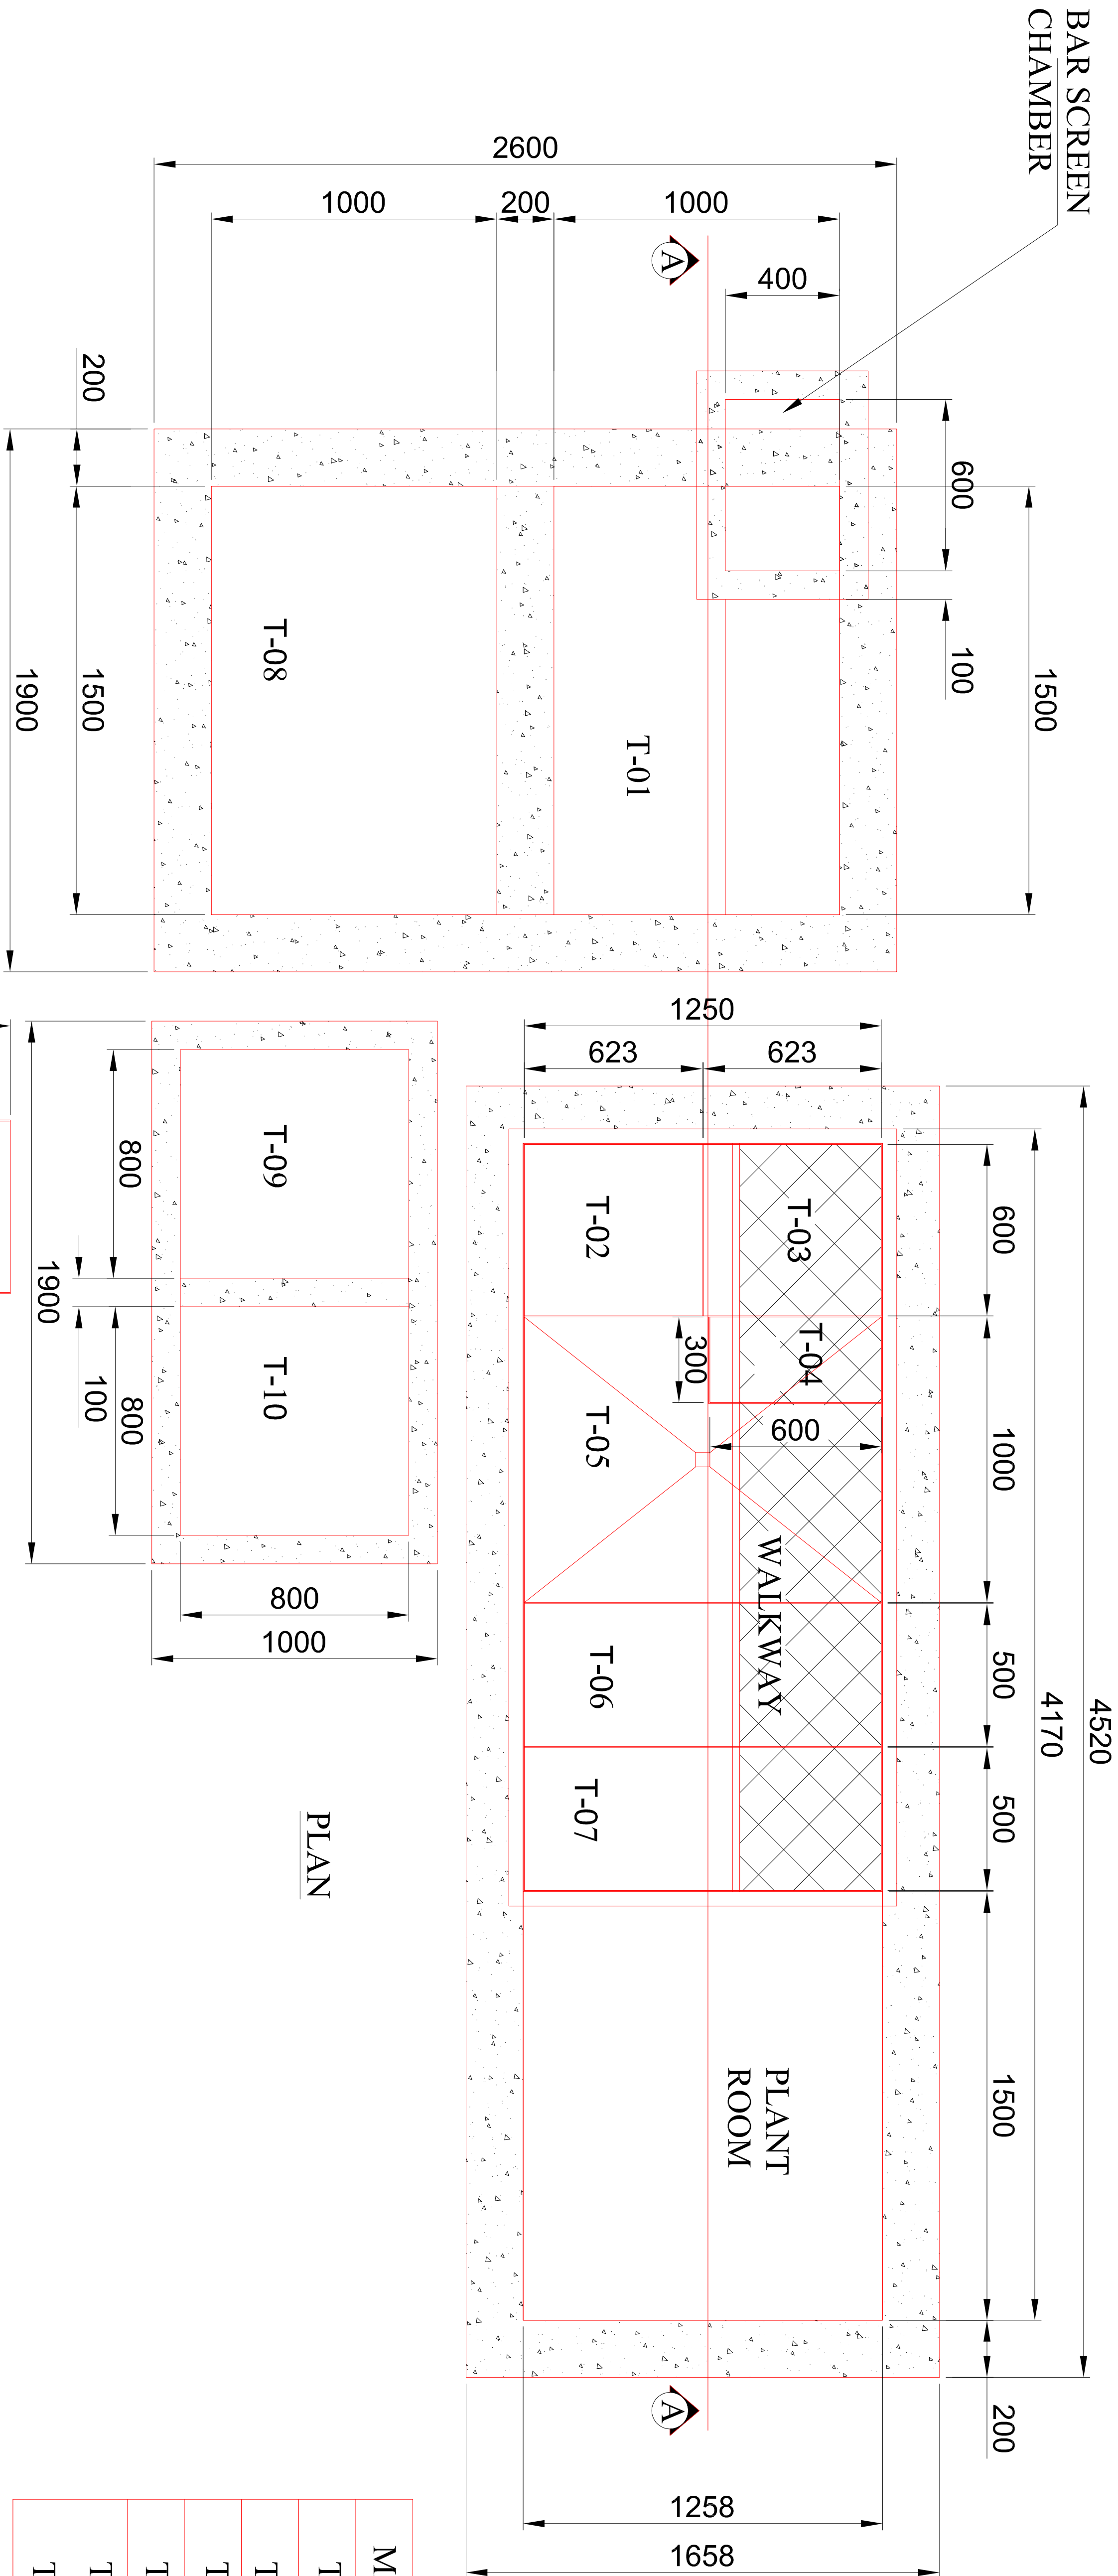 BAR SCREEN
CHAMBER
2600
1000
200
1000
400
A
600
100
1500
200
1500
1900
T-08
T-01
1250
623
623
4520
4170
600
1000
500
500
1500
200
T-02
T-03
T-04
300
T-05
600
WALKWAY
T-06
T-07
PLANT
ROOM
A
1258
1658
T-09
T-10
800
1900
100
800
800
1000
PLAN
M
T
T
T
T
T
T